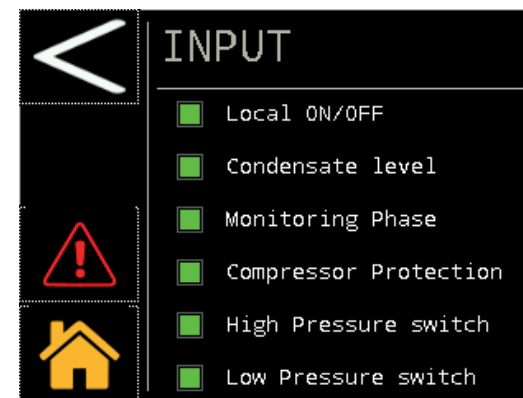 INPUT
Local ON/OFF
Condensate level
Monitoring Phase
Compressor Protection
High Pressure switch
Low Pressure switch